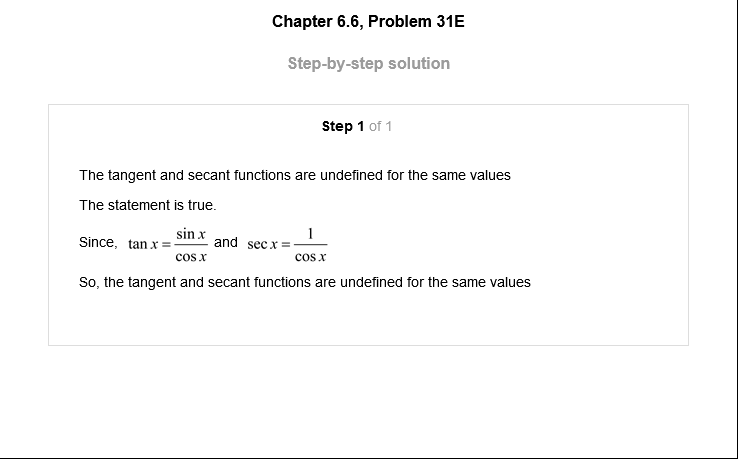 Chapter 6.6, Problem 31E
Step-by-step solution
Step 1 of 1
The tangent and secant functions are undefined for the same values
The statement is true.
Since, tan x = sin x / cos x and sec x = 1 / cos x
So, the tangent and secant functions are undefined for the same values